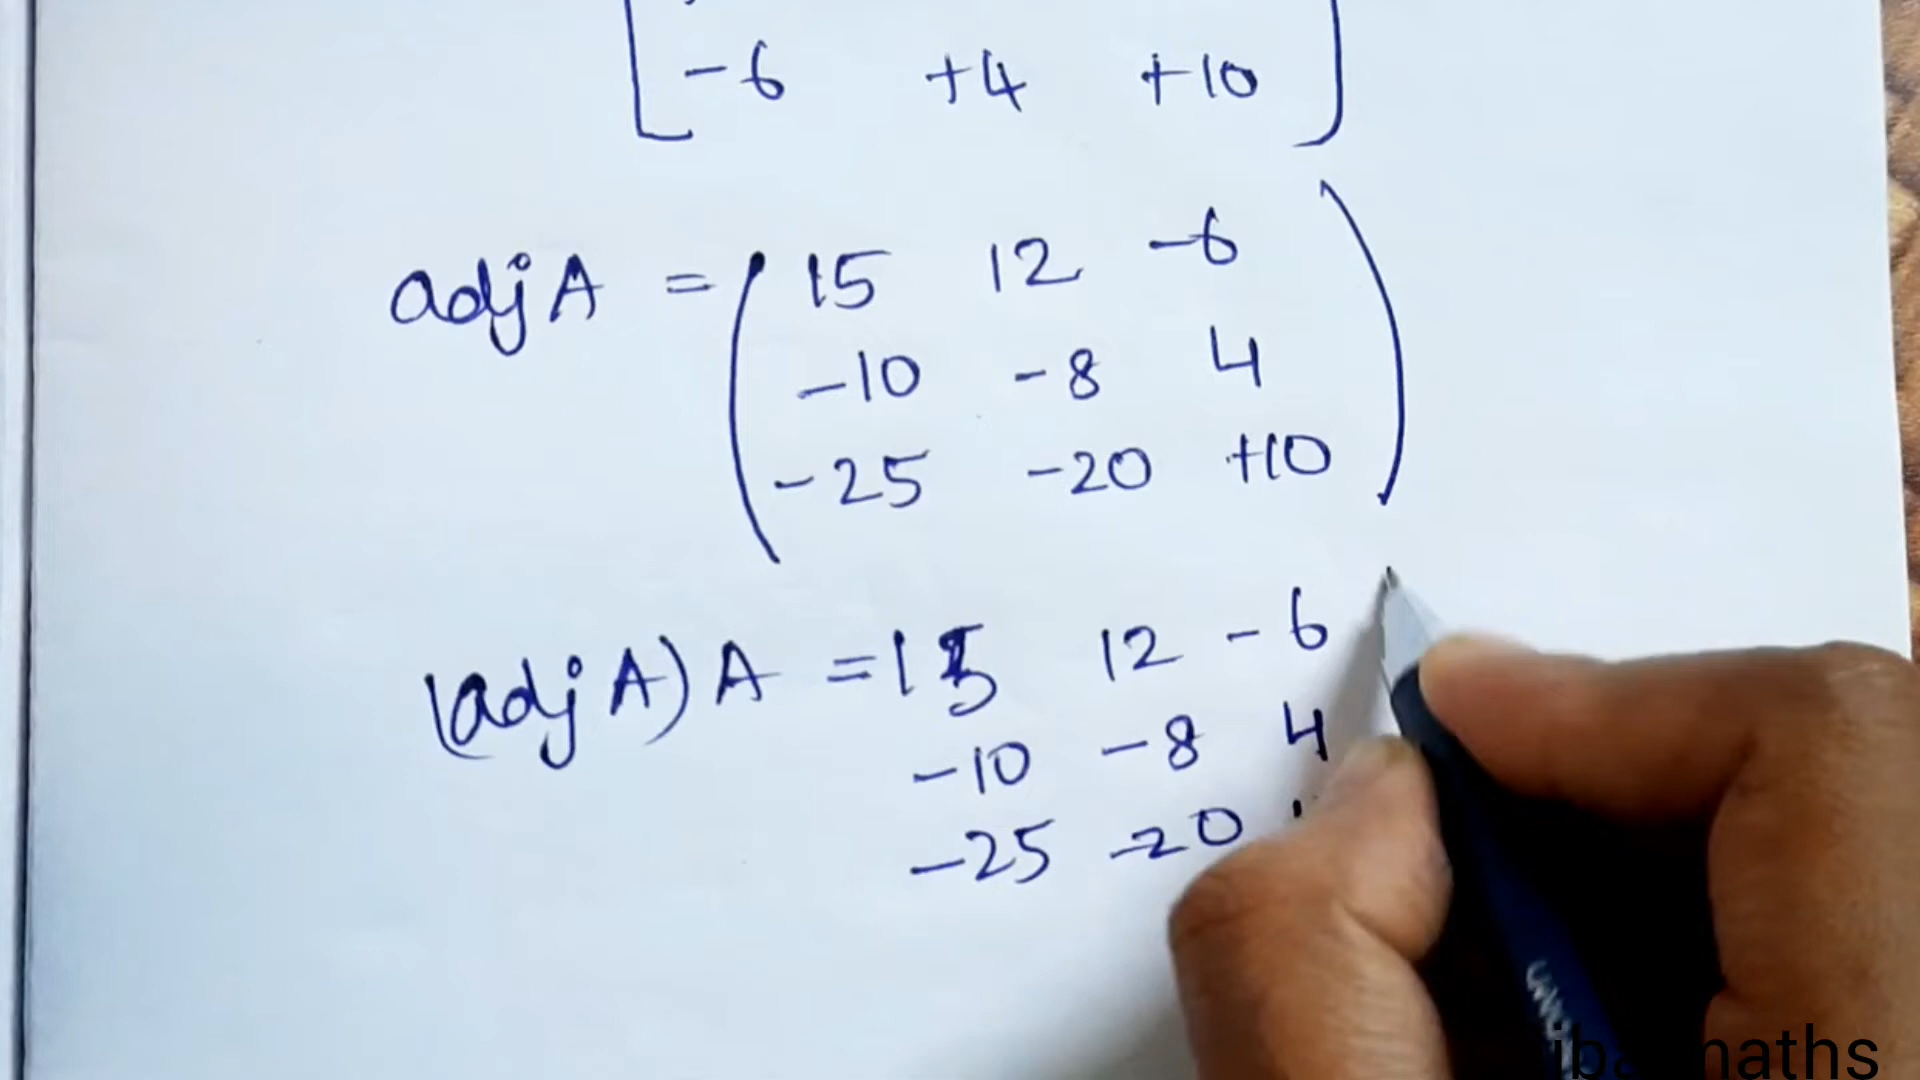 -6 +4 +10
adj A = 15 12 -6
-10 -8 4
-25 -20 +10
(adj A) A = 15 12 -6
-10 -8 4
-25 -20
maths